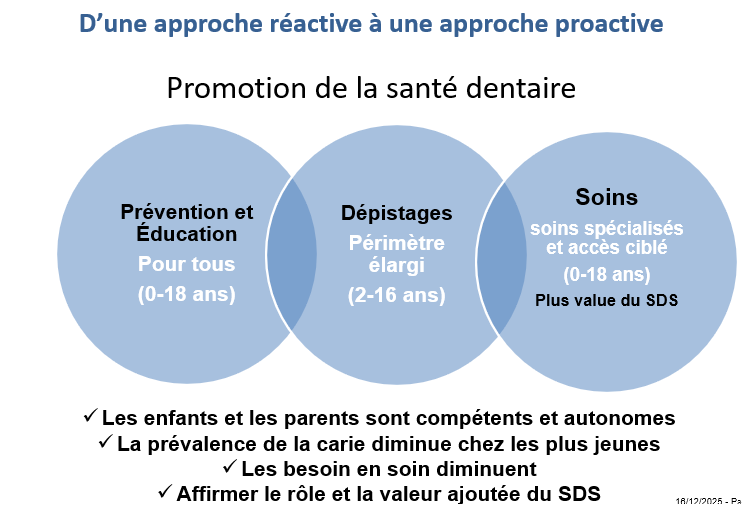 D’une approche réactive à une approche proactive
Promotion de la santé dentaire
Prévention et
Éducation
Pour tous
(0-18 ans)
Dépistages
Périmètre
élargi
(2-16 ans)
Soins
soins spécialisés
et accès ciblé
(0-18 ans)
Plus value du SDS
✓Les enfants et les parents sont compétents et autonomes
✓La prévalence de la carie diminue chez les plus jeunes
✓Les besoin en soin diminuent
✓Affirmer le rôle et la valeur ajoutée du SDS
16/12/2025 - Pa